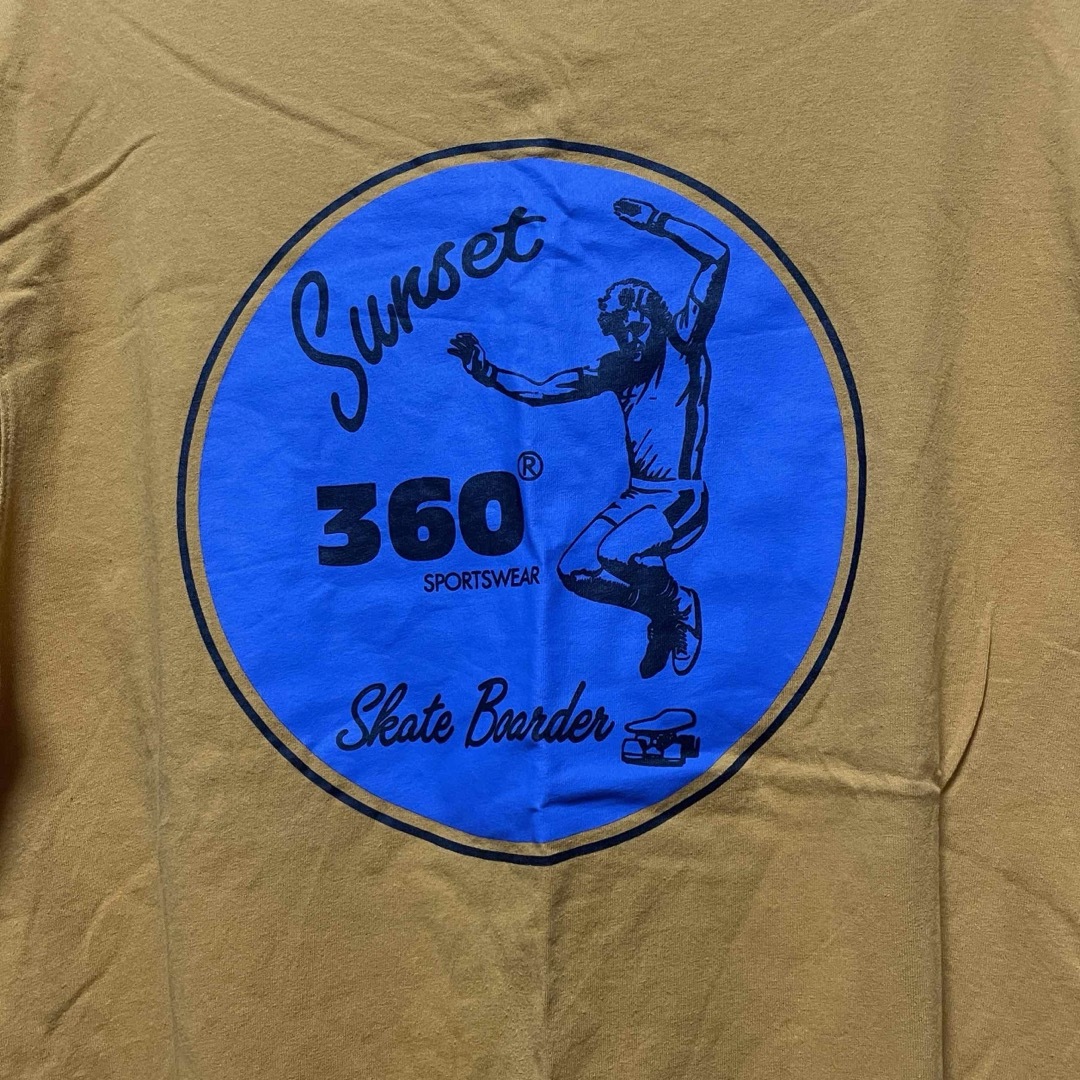 Sunset
360®
SPORTSWEAR
Skate Boarder